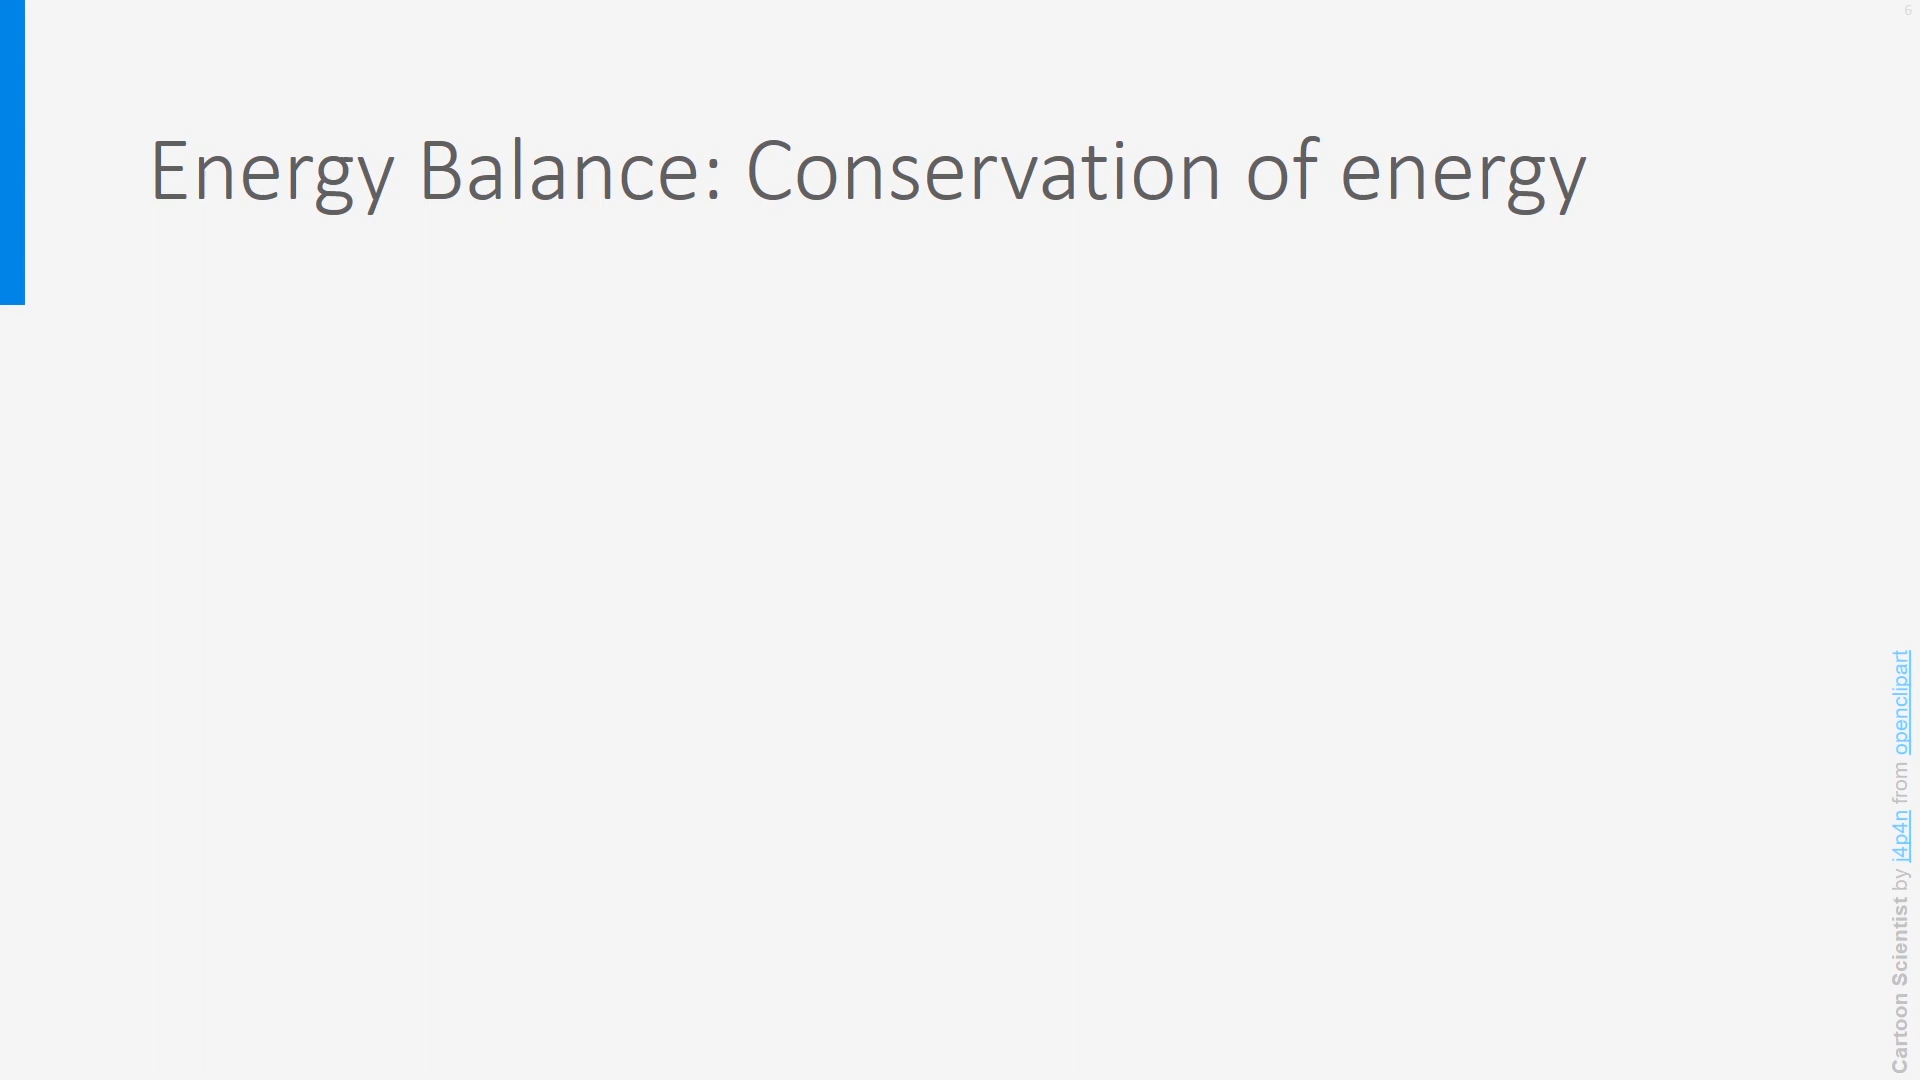 6
Energy Balance: Conservation of energy
Cartoon Scientist by j4p4n from openclipart